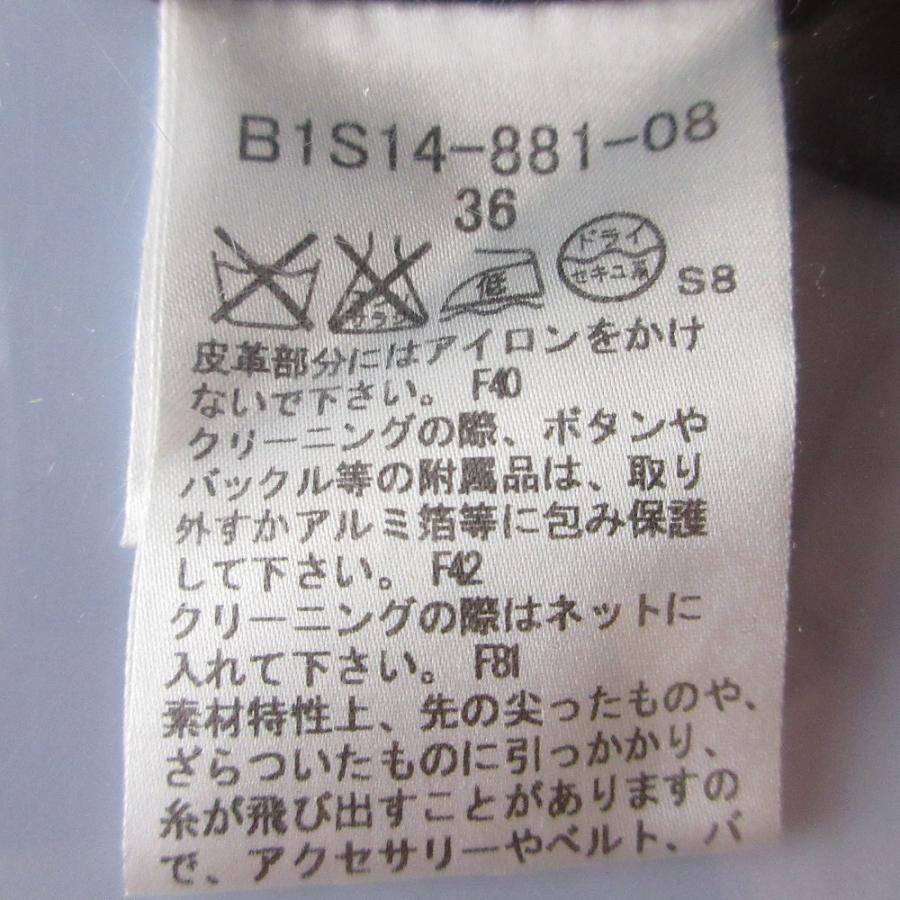 B1S14-881-08
36
低 ドライ
セキユ系 S8
皮革部分にはアイロンをかけ
ないで下さい。 F40
クリーニングの際、ボタンや
バックル等の附属品は、取り
外すかアルミ箔等に包み保護
して下さい。 F42
クリーニングの際はネットに
入れて下さい。 F81
素材特性上、先の尖ったものや、
ざらついたものに引っかかり、
糸が飛び出すことがありますの
で、アクセサリーやベルト、バ